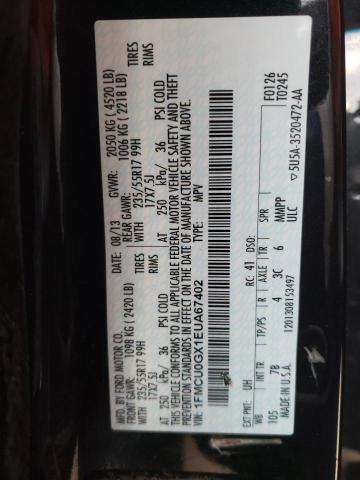 MFD. BY FORD MOTOR CO.
DATE: 08/13 GVWR: 2050 KG ( 4520 LB)
FRONT GAWR: 1098 KG ( 2420 LB) REAR GAWR: 1006 KG ( 2218 LB)
235/55R17 99H TIRES 235/55R17 99H TIRES
WITH 17X7.5J RIMS WITH 17X7.5J RIMS
AT 250 kPa/ 36 PSI COLD AT 250 kPa/ 36 PSI COLD
THIS VEHICLE CONFORMS TO ALL APPLICABLE FEDERAL MOTOR VEHICLE SAFETY AND THEFT
PREVENTION STANDARDS IN EFFECT ON THE DATE OF MANUFACTURE SHOWN ABOVE.
VIN: 1FMCU0GX1EUA67402
TYPE: MPV
F0126
T0245
EXT PNT: UH RC: 41 DSO:
WB INT TR TP/PS R AXLE TR SPR
105 7B 4 3C 6 MMPP
ULC
MADE IN U.S.A. 1201308153497 ▽5U5A-3520472-AA